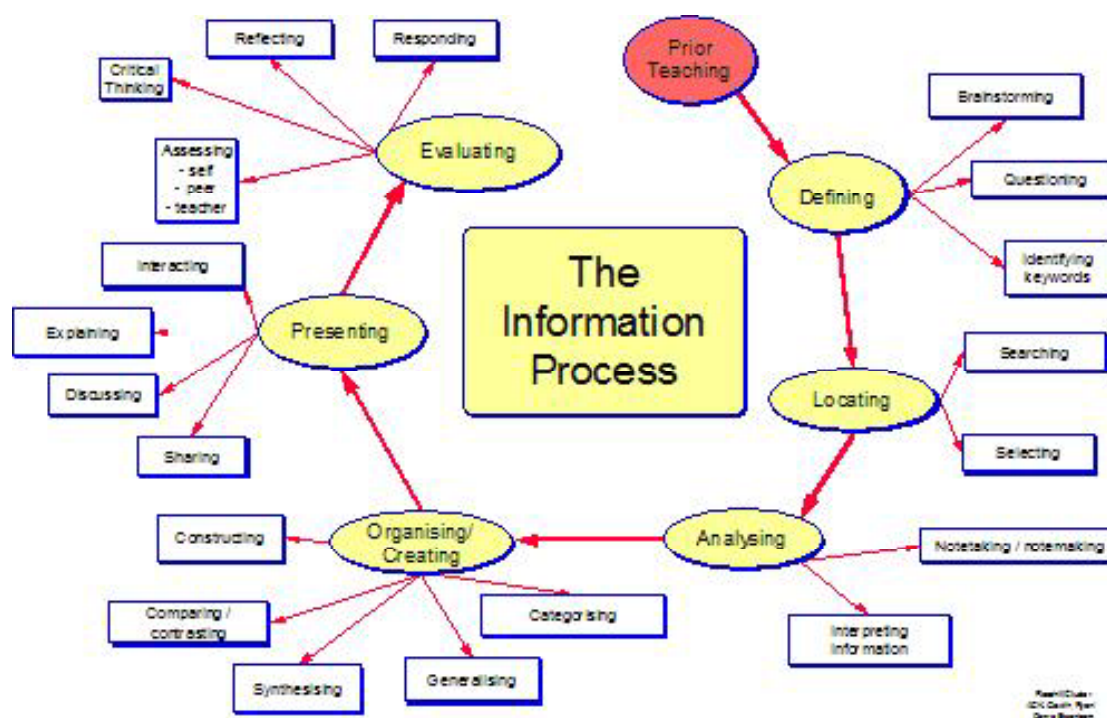 Prior
Teaching
Defining
Brainstorming
Questioning
Identifying
keywords
Locating
Searching
Selecting
Analysing
Notetaking / notemaking
Interpreting
Information
Organising/
Creating
Categorising
Generalising
Synthesising
Comparing /
contrasting
Constructing
Presenting
Sharing
Discussing
Explaining
Interacting
Evaluating
Assessing
- self
- peer
- teacher
Critical
Thinking
Reflecting
Responding
The
Information
Process